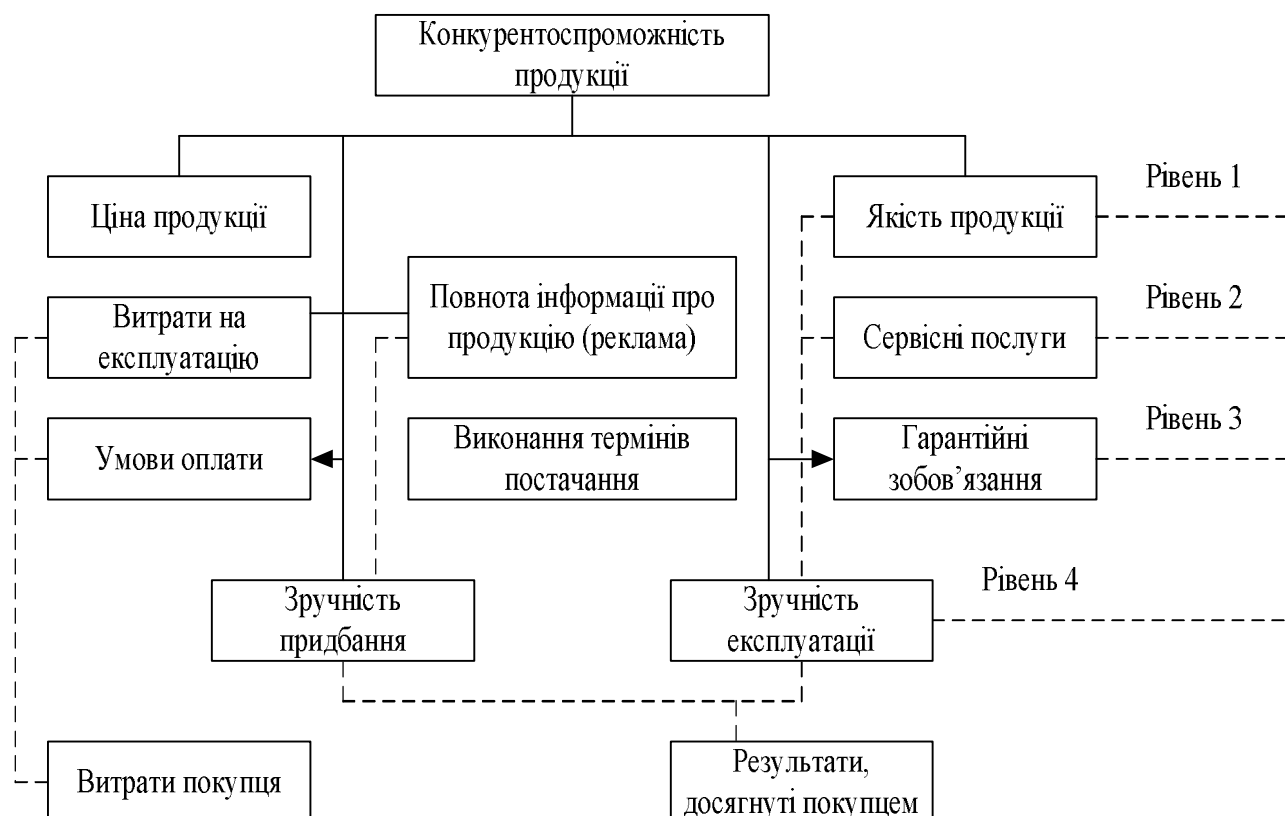 Конкурентоспроможність
продукції
Рівень 1
Ціна продукції
Якість продукції
Рівень 2
Витрати на
експлуатацію
Повнота інформації про
продукцію (реклама)
Сервісні послуги
Рівень 3
Умови оплати
Виконання термінів
постачання
Гарантійні
зобов’язання
Рівень 4
Зручність
придбання
Зручність
експлуатації
Витрати покупця
Результати,
досягнуті покупцем